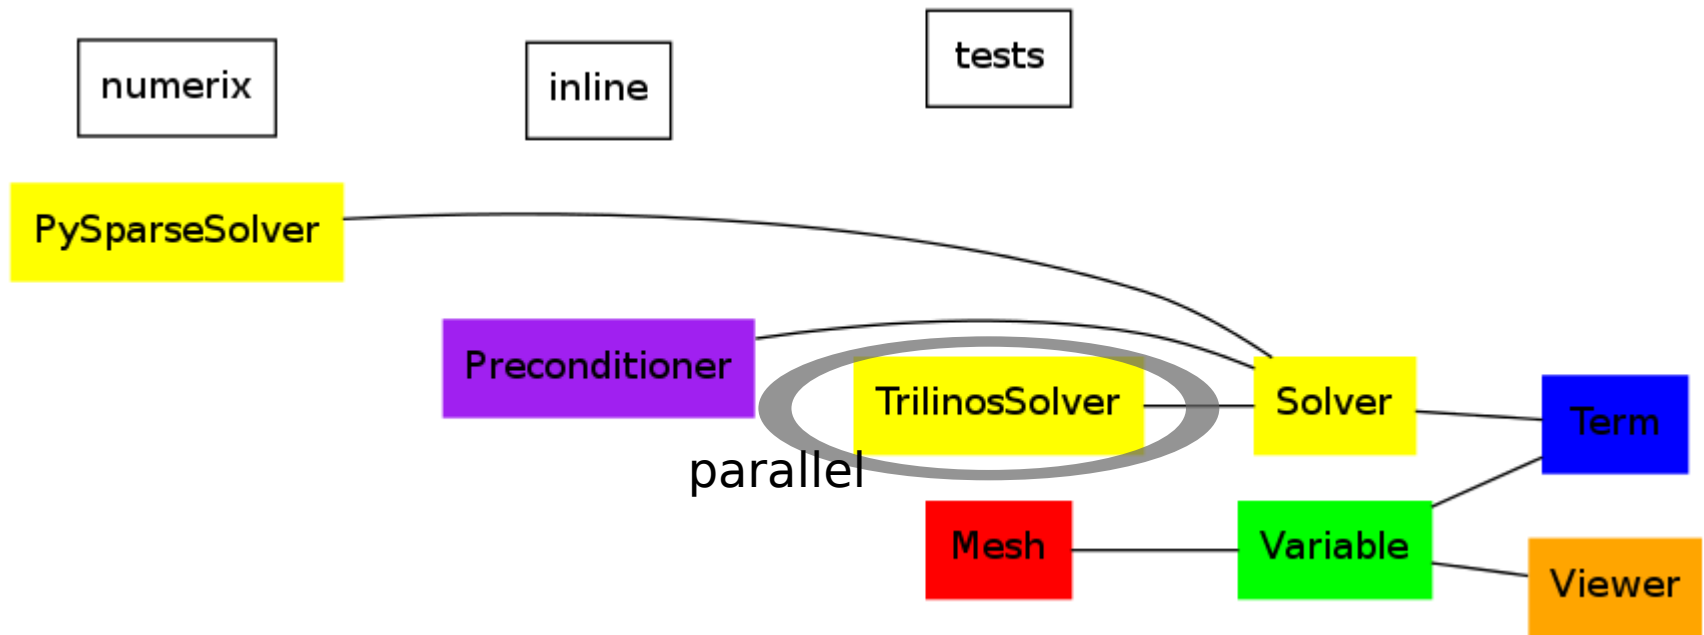 tests
numerix
inline
PySparseSolver
Preconditioner
TrilinosSolver
Solver
Term
parallel
Mesh
Variable
Viewer